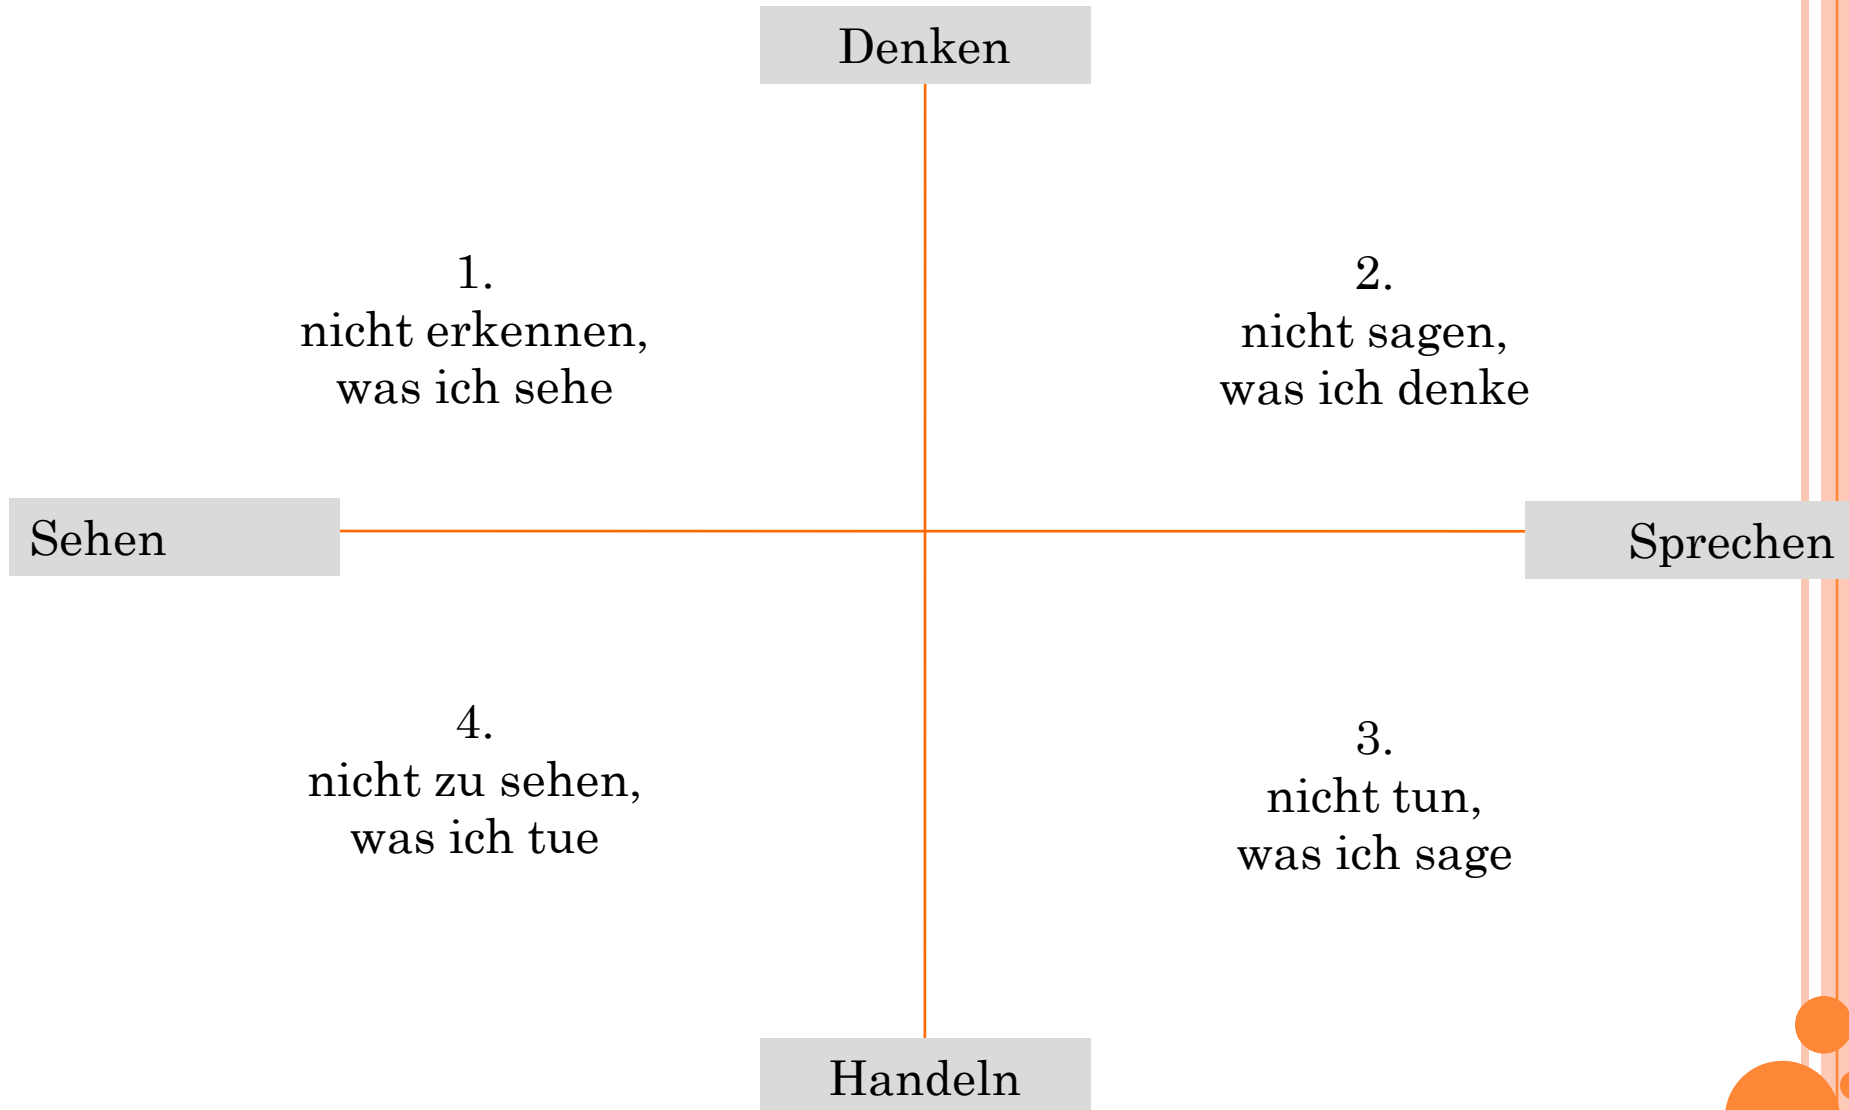 Denken
1.
nicht erkennen,
was ich sehe
2.
nicht sagen,
was ich denke
Sehen
Sprechen
4.
nicht zu sehen,
was ich tue
3.
nicht tun,
was ich sage
Handeln